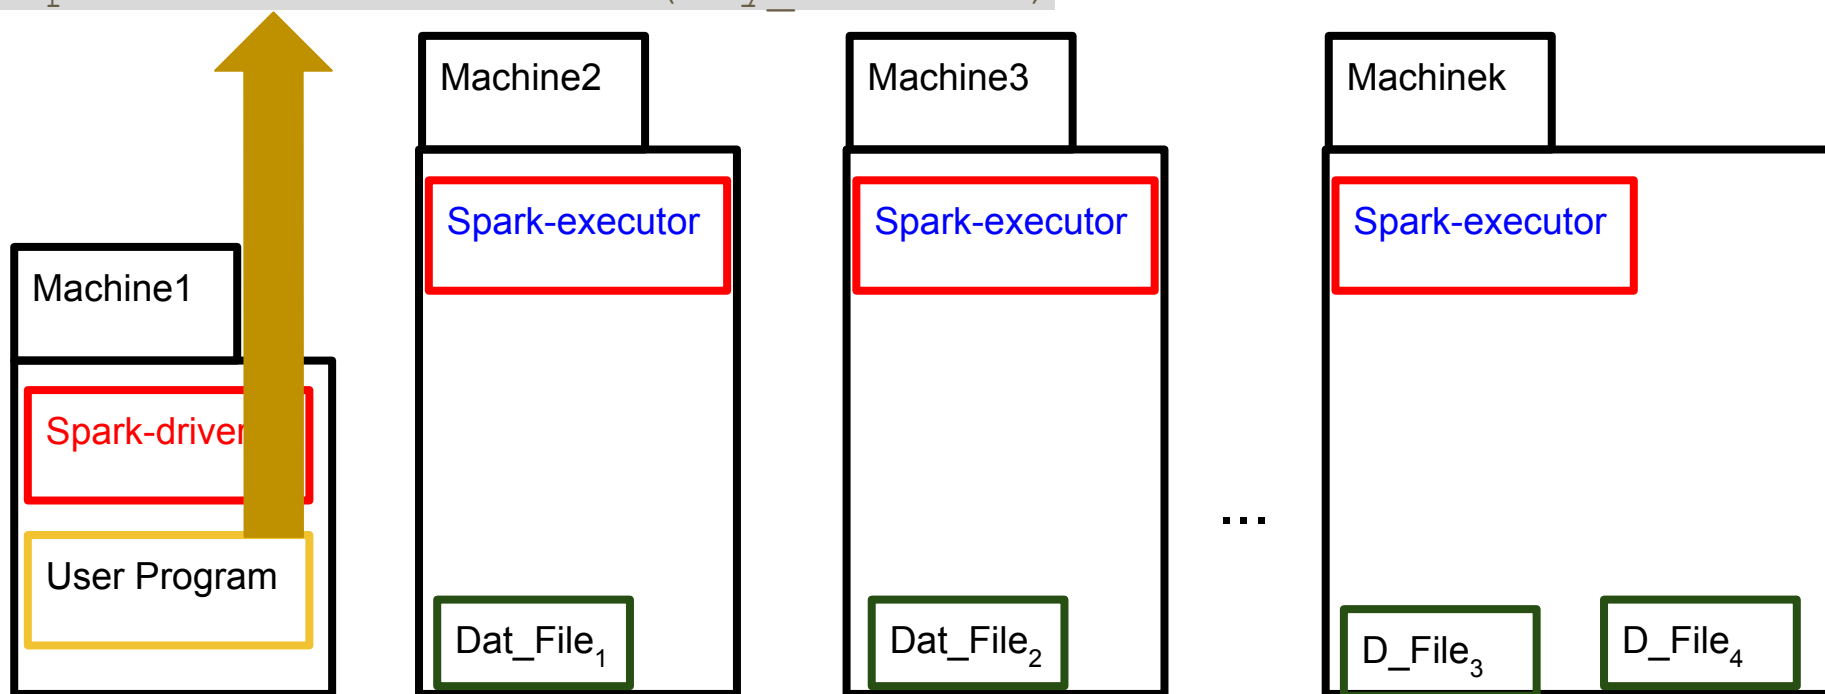 Machine2
Machine3
Machinek
Spark-executor
Spark-executor
Spark-executor
Machine1
Spark-driver
...
User Program
Dat_File₁
Dat_File₂
D_File₃
D_File₄